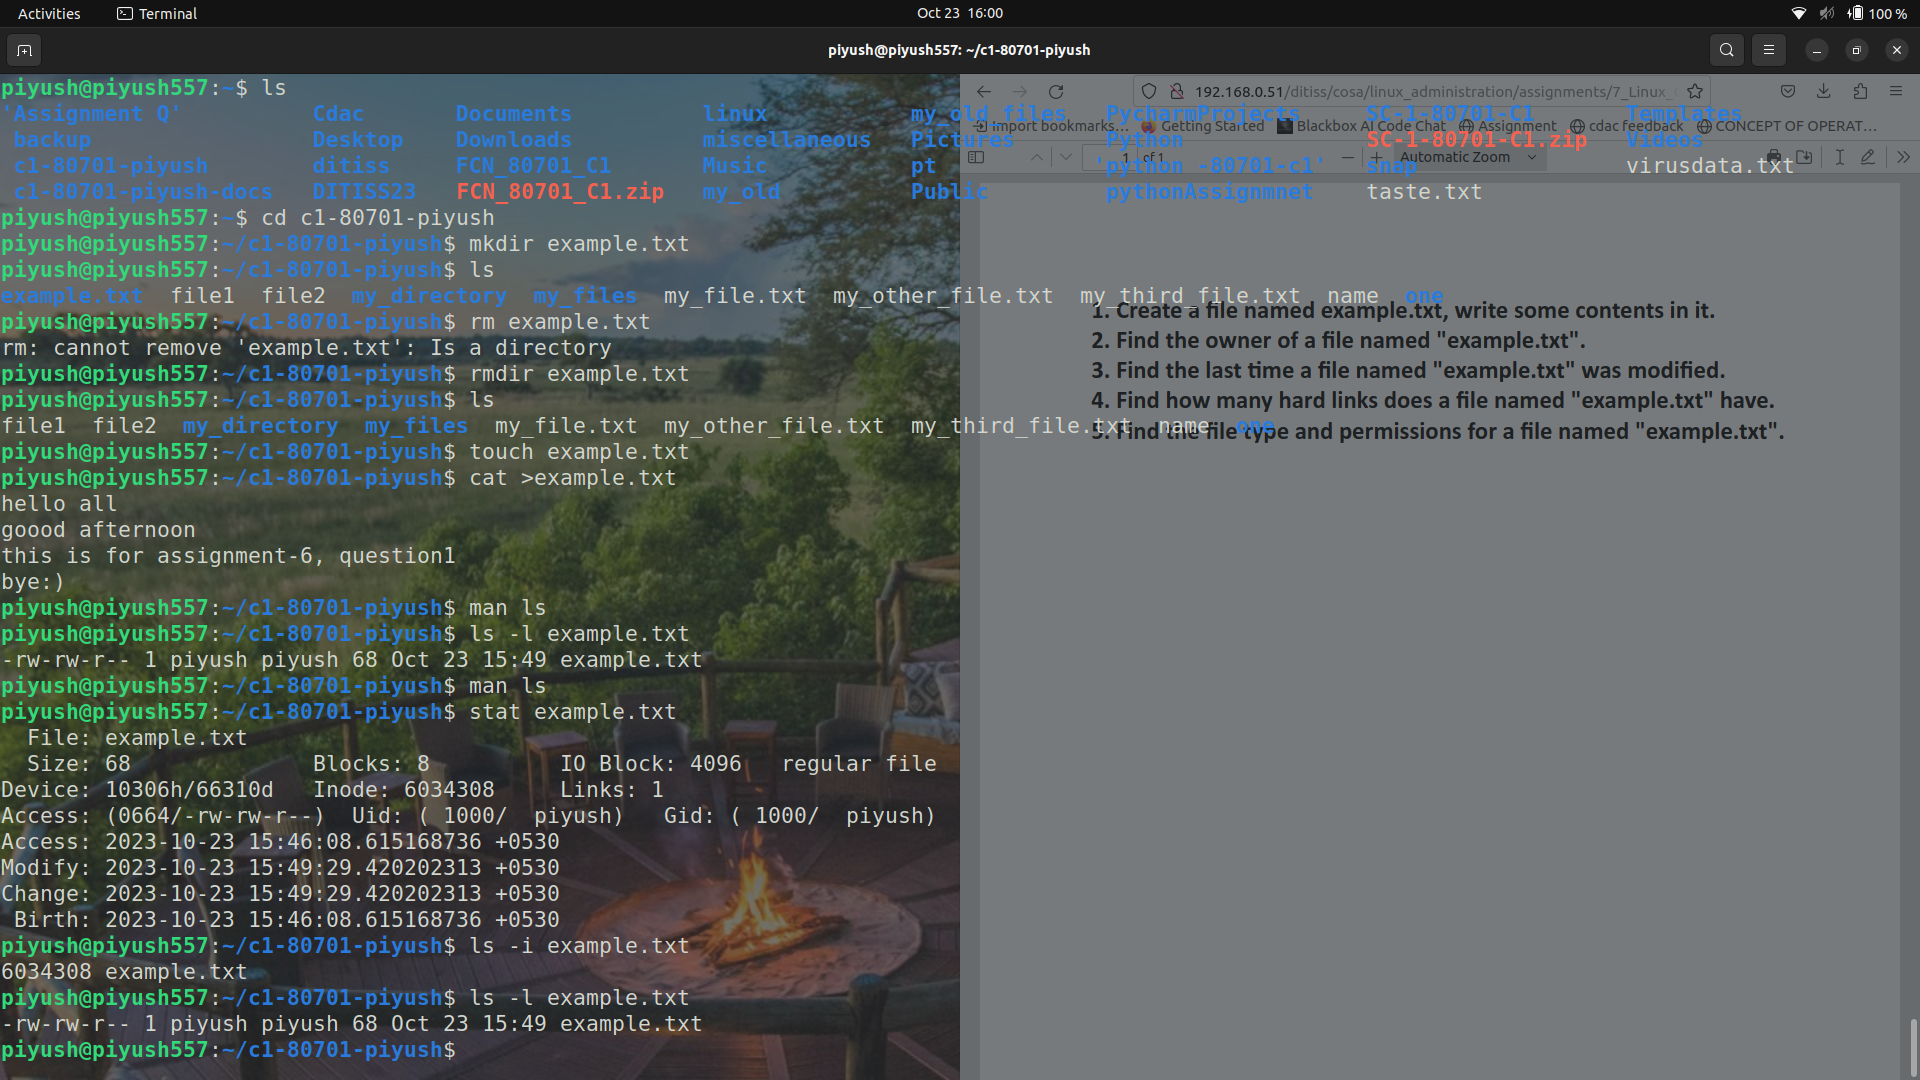 Activities Terminal Oct 23 16:00 100 %
piyush@piyush557: ~/c1-80701-piyush
piyush@piyush557:~$ ls
'Assignment Q' Cdac Documents linux my_old_files PycharmProjects SC-1-80701-C1 Templates
backup Desktop Downloads miscellaneous Pictures Python SC-1-80701-C1.zip Videos
c1-80701-piyush ditiss FCN_80701_C1 Music pt 'python -80701-c1' snap virusdata.txt
c1-80701-piyush-docs DITISS23 FCN_80701_C1.zip my_old Public pythonAssignmnet taste.txt
piyush@piyush557:~$ cd c1-80701-piyush
piyush@piyush557:~/c1-80701-piyush$ mkdir example.txt
piyush@piyush557:~/c1-80701-piyush$ ls
example.txt file1 file2 my_directory my_files my_file.txt my_other_file.txt my_third_file.txt name one
piyush@piyush557:~/c1-80701-piyush$ rm example.txt
rm: cannot remove 'example.txt': Is a directory
piyush@piyush557:~/c1-80701-piyush$ rmdir example.txt
piyush@piyush557:~/c1-80701-piyush$ ls
file1 file2 my_directory my_files my_file.txt my_other_file.txt my_third_file.txt name one
piyush@piyush557:~/c1-80701-piyush$ touch example.txt
piyush@piyush557:~/c1-80701-piyush$ cat >example.txt
hello all
goood afternoon
this is for assignment-6, question1
bye:)
piyush@piyush557:~/c1-80701-piyush$ man ls
piyush@piyush557:~/c1-80701-piyush$ ls -l example.txt
-rw-rw-r-- 1 piyush piyush 68 Oct 23 15:49 example.txt
piyush@piyush557:~/c1-80701-piyush$ man ls
piyush@piyush557:~/c1-80701-piyush$ stat example.txt
File: example.txt
Size: 68 Blocks: 8 IO Block: 4096 regular file
Device: 10306h/66310d Inode: 6034308 Links: 1
Access: (0664/-rw-rw-r--) Uid: ( 1000/ piyush) Gid: ( 1000/ piyush)
Access: 2023-10-23 15:46:08.615168736 +0530
Modify: 2023-10-23 15:49:29.420202313 +0530
Change: 2023-10-23 15:49:29.420202313 +0530
Birth: 2023-10-23 15:46:08.615168736 +0530
piyush@piyush557:~/c1-80701-piyush$ ls -i example.txt
6034308 example.txt
piyush@piyush557:~/c1-80701-piyush$ ls -l example.txt
-rw-rw-r-- 1 piyush piyush 68 Oct 23 15:49 example.txt
piyush@piyush557:~/c1-80701-piyush$
192.168.0.51/ditiss/cosa/linux_administration/assignments/7_Linux_
Import bookmarks... Getting Started Blackbox AI Code Chat Assignment cdac feedback CONCEPT OF OPERAT...
1 of 1 Automatic Zoom
1. Create a file named example.txt, write some contents in it.
2. Find the owner of a file named "example.txt".
3. Find the last time a file named "example.txt" was modified.
4. Find how many hard links does a file named "example.txt" have.
5. Find the file type and permissions for a file named "example.txt".